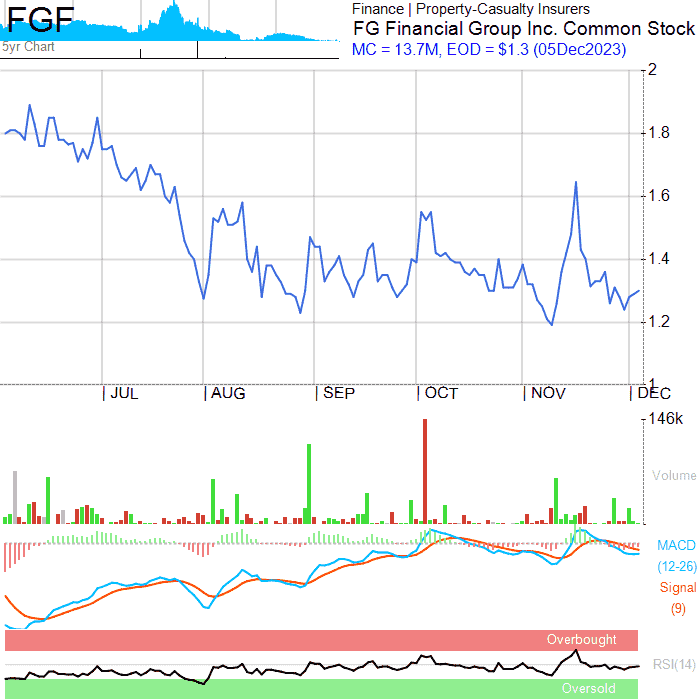 FGF
5yr Chart
Finance | Property-Casualty Insurers
FG Financial Group Inc. Common Stock
MC = 13.7M, EOD = $1.3 (05Dec2023)
2
1.8
1.6
1.4
1.2
1
JUL AUG SEP OCT NOV DEC
146k
Volume
MACD
(12-26)
Signal
(9)
Overbought
RSI(14)
Oversold